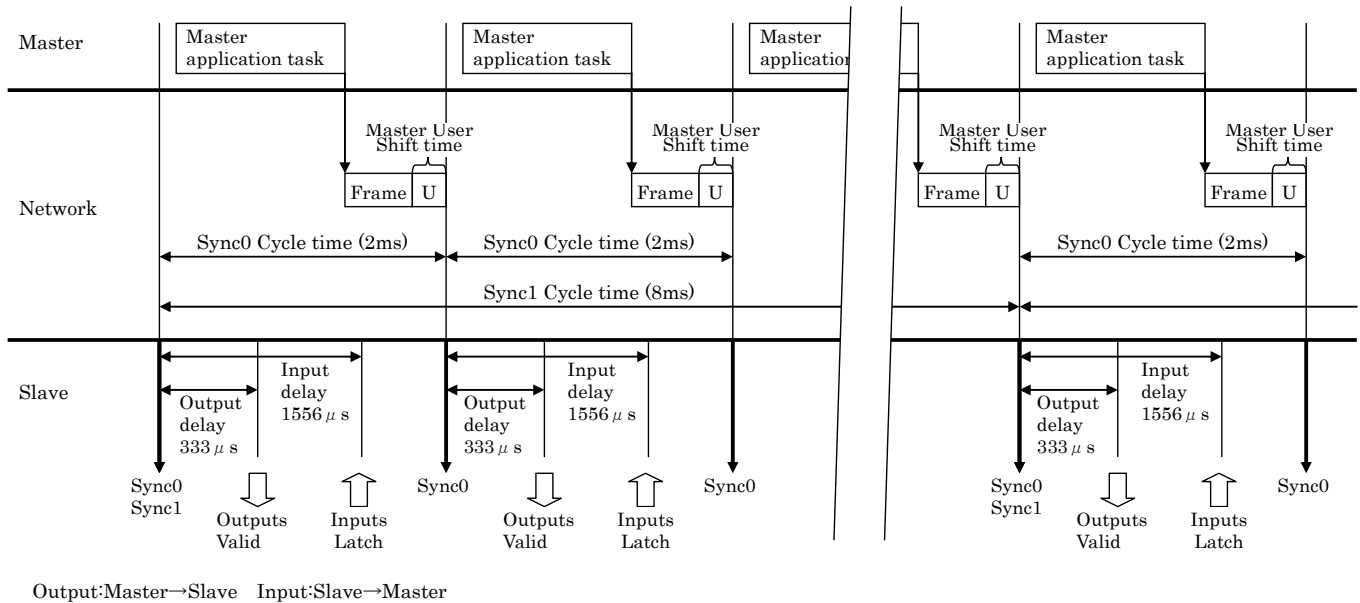 Master
Master
application task
Master
application task
Master
application
Master
application task
Master User
Shift time
Master User
Shift time
Master User
Shift time
Master User
Shift time
Frame U
Frame U
Frame U
Frame U
Network
Sync0 Cycle time (2ms)
Sync0 Cycle time (2ms)
Sync0 Cycle time (2ms)
Sync1 Cycle time (8ms)
Slave
Output
delay
333μs
Input
delay
1556μs
Output
delay
333μs
Input
delay
1556μs
Output
delay
333μs
Input
delay
1556μs
Sync0
Sync1
Outputs
Valid
Inputs
Latch
Sync0
Outputs
Valid
Inputs
Latch
Sync0
Sync0
Sync1
Outputs
Valid
Inputs
Latch
Sync0
Output:Master→Slave Input:Slave→Master